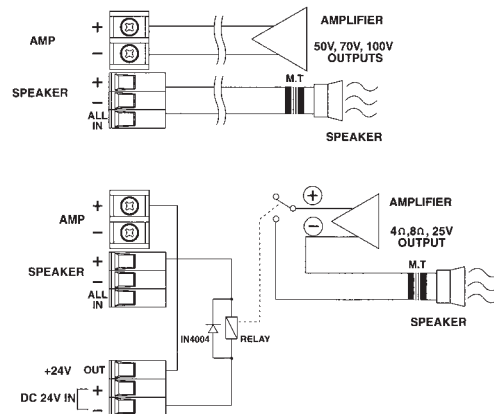 AMP
+
−
AMPLIFIER
50V, 70V, 100V
OUTPUTS
SPEAKER
+
−
ALL
IN
M.T
SPEAKER
AMP
+
−
+
−
AMPLIFIER
4Ω,8Ω, 25V
OUTPUT
SPEAKER
+
−
ALL
IN
M.T
SPEAKER
IN4004
RELAY
+24V OUT
DC 24V IN
+
−